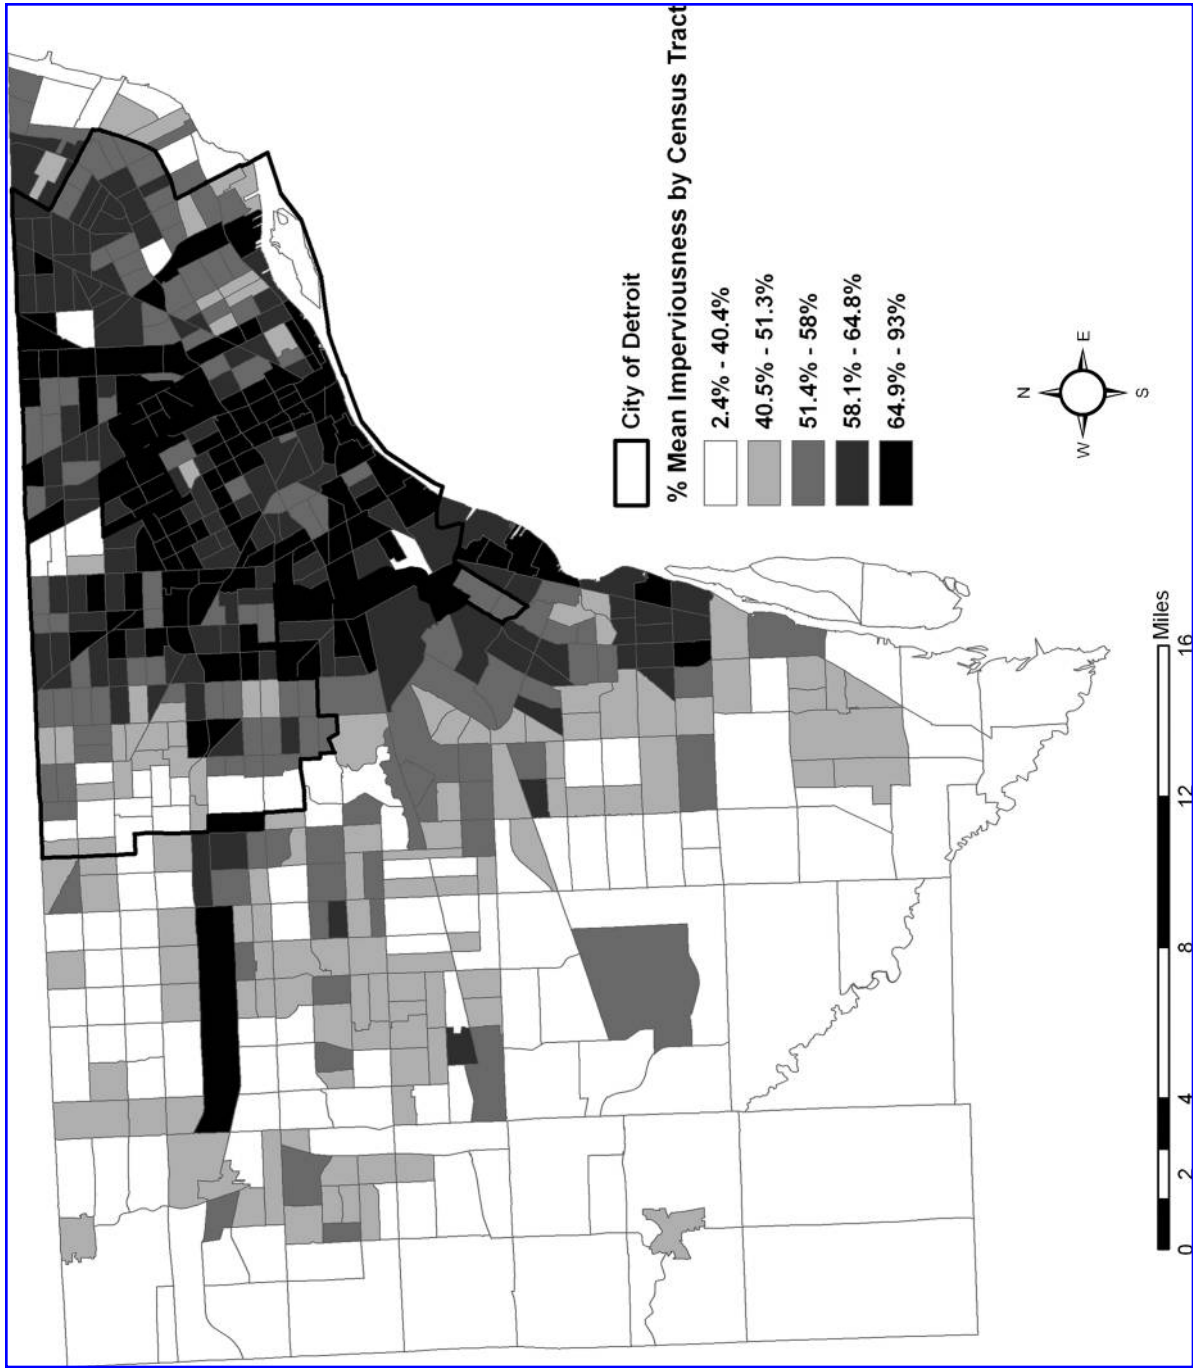 City of Detroit
% Mean Imperviousness by Census Tract
2.4% - 40.4%
40.5% - 51.3%
51.4% - 58%
58.1% - 64.8%
64.9% - 93%
N
W
E
S
0 2 4 8 12 16
Miles